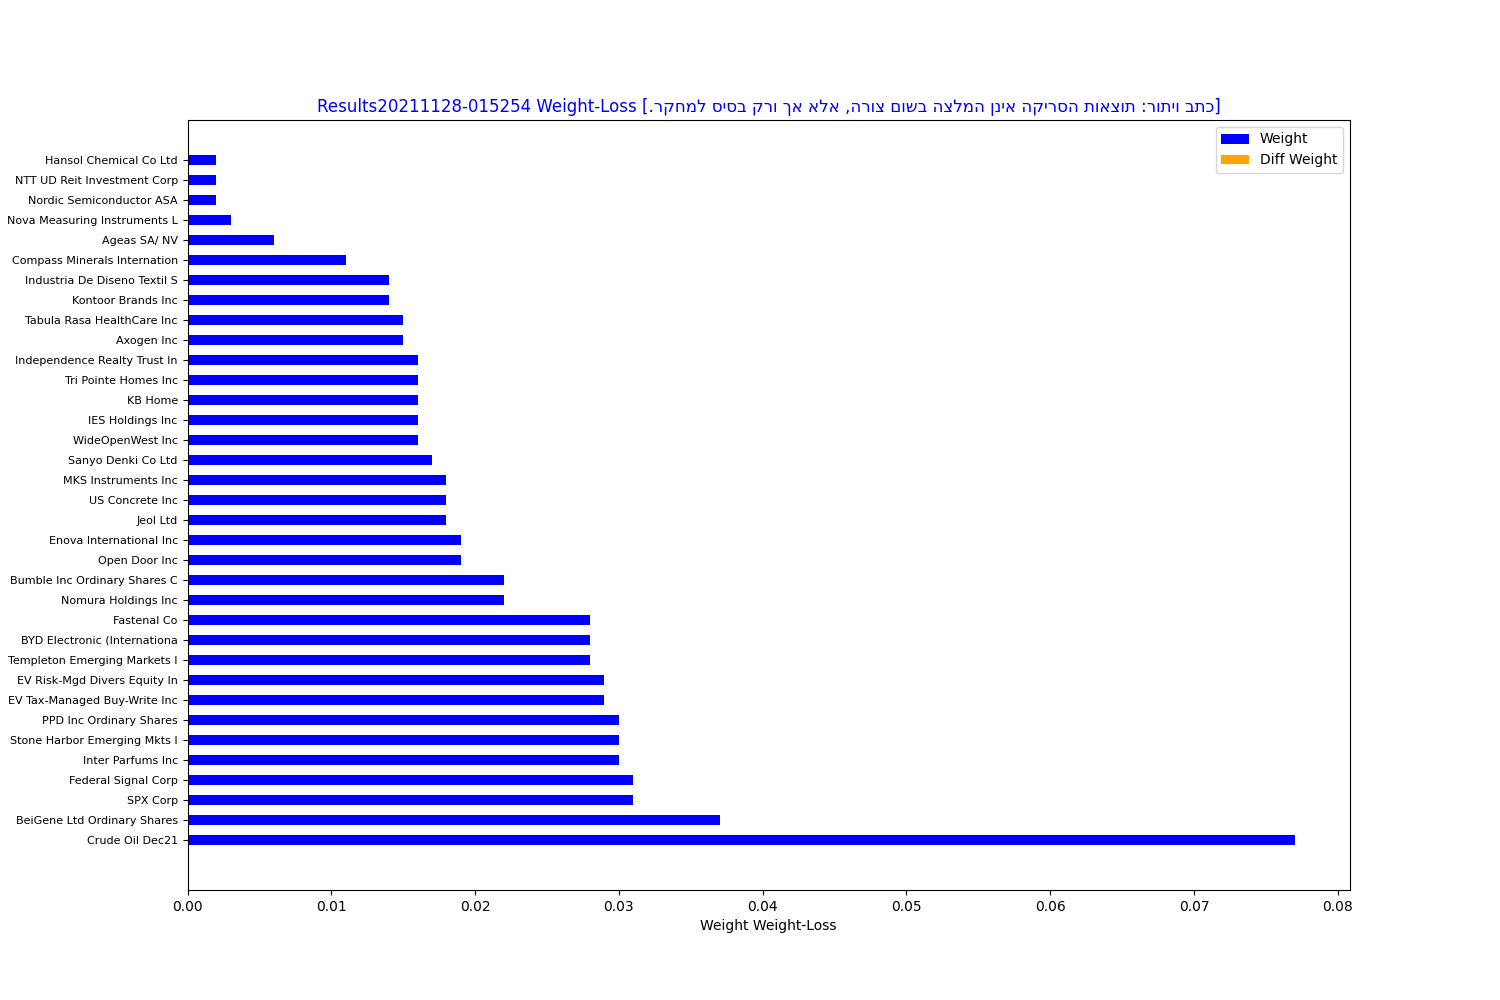 Results20211128-015254 Weight-Loss [כתב ויתור: תוצאות הסריקה אינן המלצה בשום צורה, אלא אך ורק בסיס למחקר.]
Weight
Diff Weight
Hansol Chemical Co Ltd
NTT UD Reit Investment Corp
Nordic Semiconductor ASA
Nova Measuring Instruments L
Ageas SA/ NV
Compass Minerals Internation
Industria De Diseno Textil S
Kontoor Brands Inc
Tabula Rasa HealthCare Inc
Axogen Inc
Independence Realty Trust In
Tri Pointe Homes Inc
KB Home
IES Holdings Inc
WideOpenWest Inc
Sanyo Denki Co Ltd
MKS Instruments Inc
US Concrete Inc
Jeol Ltd
Enova International Inc
Open Door Inc
Bumble Inc Ordinary Shares C
Nomura Holdings Inc
Fastenal Co
BYD Electronic (Internationa
Templeton Emerging Markets I
EV Risk-Mgd Divers Equity In
EV Tax-Managed Buy-Write Inc
PPD Inc Ordinary Shares
Stone Harbor Emerging Mkts I
Inter Parfums Inc
Federal Signal Corp
SPX Corp
BeiGene Ltd Ordinary Shares
Crude Oil Dec21
0.00 0.01 0.02 0.03 0.04 0.05 0.06 0.07 0.08
Weight Weight-Loss